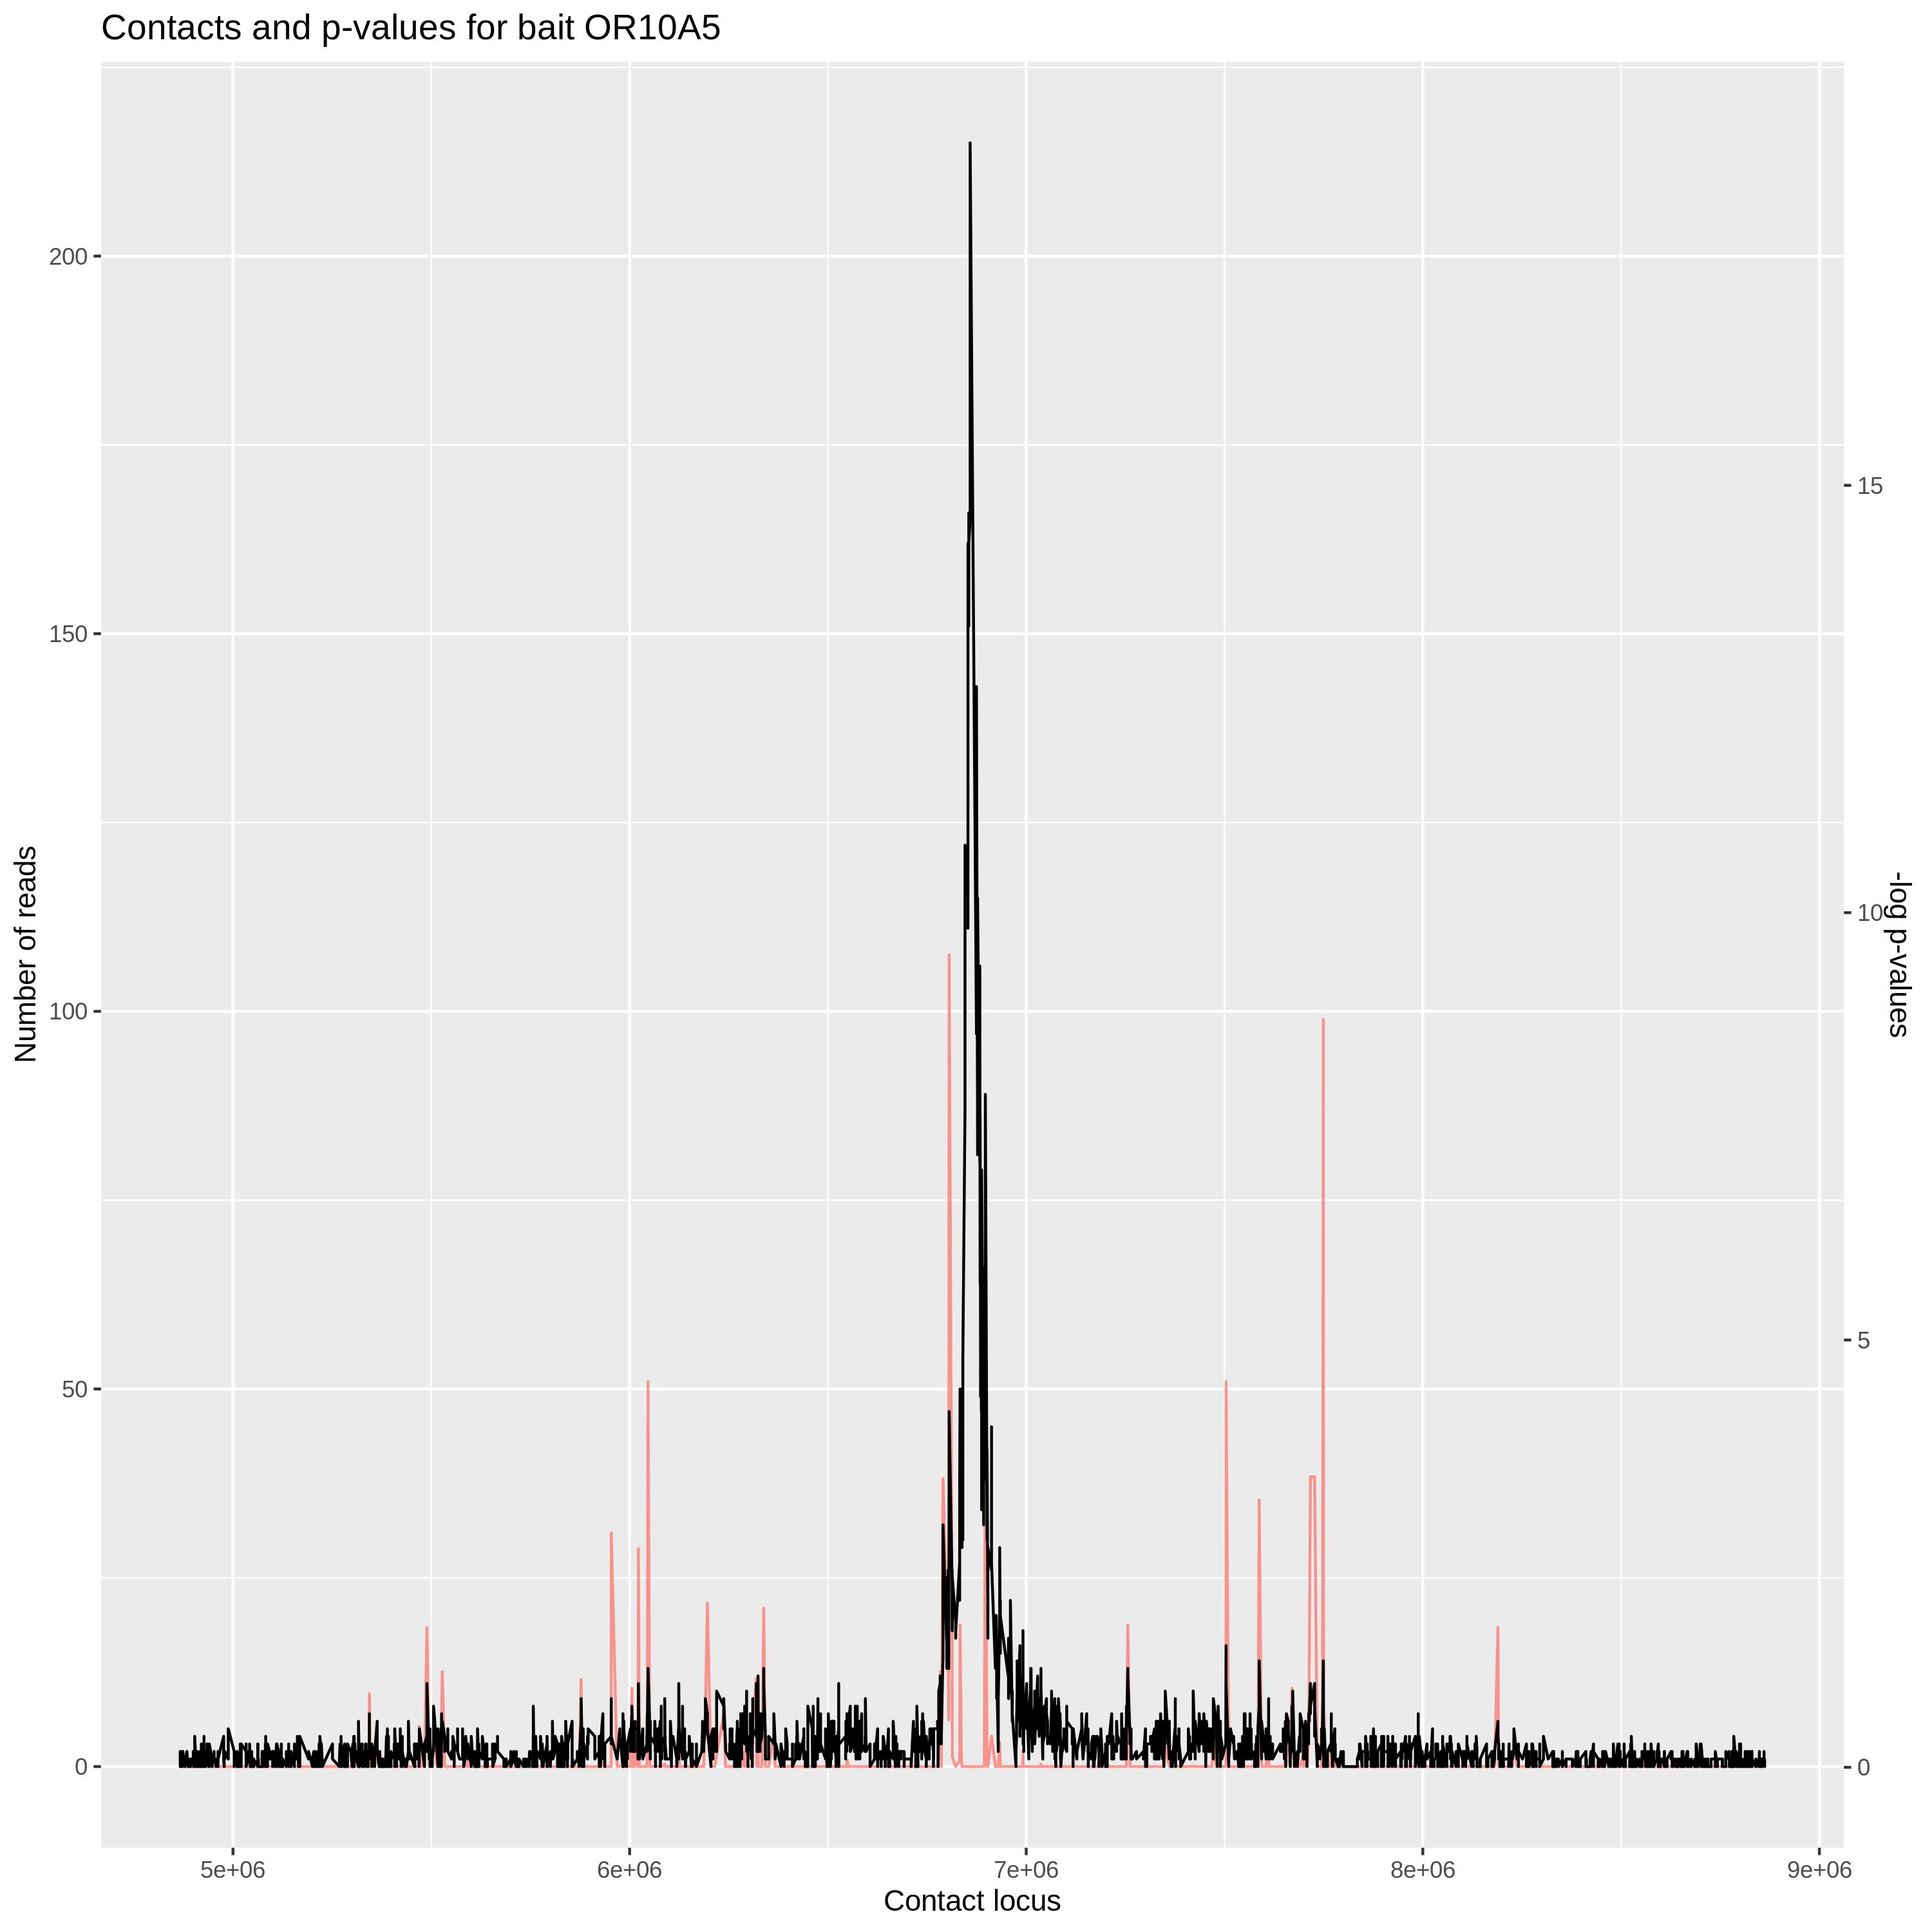 Contacts and p-values for bait OR10A5
Number of reads
200
150
100
50
0
15
10
5
0
-log p-values
5e+06
6e+06
7e+06
8e+06
9e+06
Contact locus